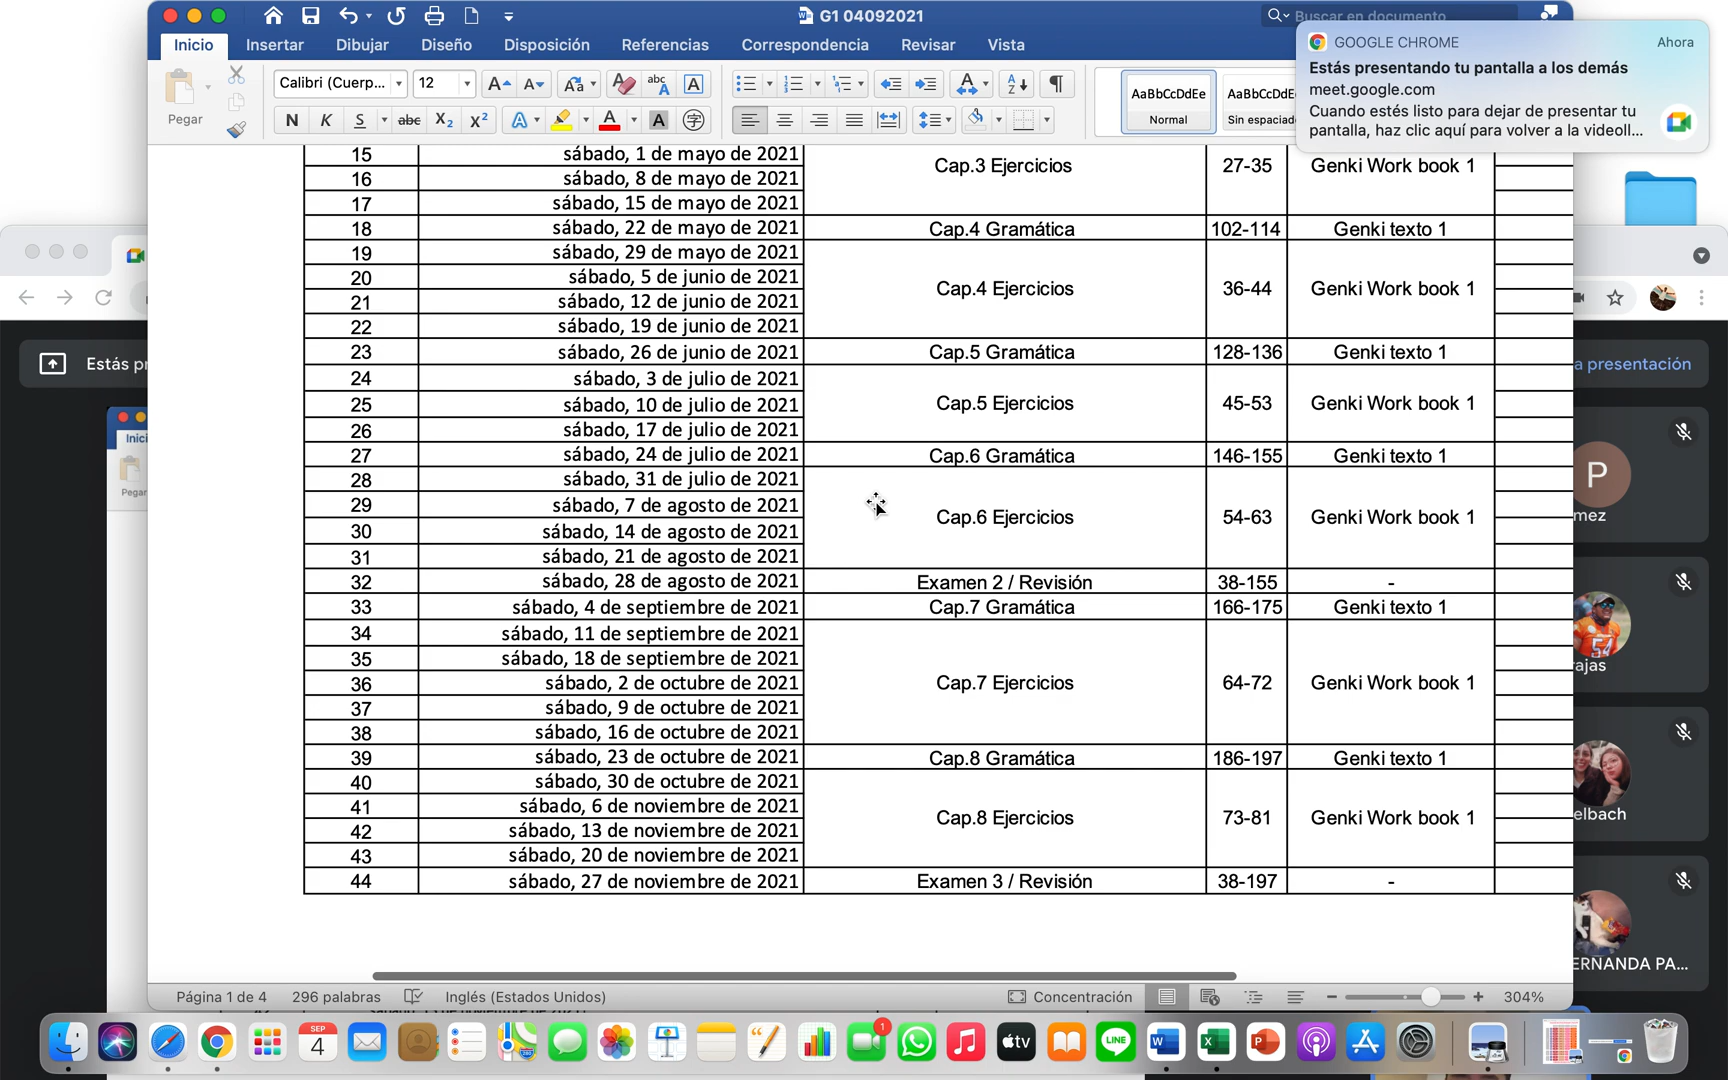 G1 04092021
Buscar en documento
Inicio Insertar Dibujar Diseño Disposición Referencias Correspondencia Revisar Vista
GOOGLE CHROME Ahora
Estás presentando tu pantalla a los demás
meet.google.com
Cuando estés listo para dejar de presentar tu
pantalla, haz clic aquí para volver a la videoll...
Pegar
Calibri (Cuerp... 12
N K S abc X₂ X²
AaBbCcDdEe AaBbCcDdE
Normal Sin espaciad
15 sábado, 1 de mayo de 2021 Cap.3 Ejercicios 27-35 Genki Work book 1
16 sábado, 8 de mayo de 2021
17 sábado, 15 de mayo de 2021
18 sábado, 22 de mayo de 2021 Cap.4 Gramática 102-114 Genki texto 1
19 sábado, 29 de mayo de 2021
20 sábado, 5 de junio de 2021 Cap.4 Ejercicios 36-44 Genki Work book 1
21 sábado, 12 de junio de 2021
22 sábado, 19 de junio de 2021
23 sábado, 26 de junio de 2021 Cap.5 Gramática 128-136 Genki texto 1
24 sábado, 3 de julio de 2021
25 sábado, 10 de julio de 2021 Cap.5 Ejercicios 45-53 Genki Work book 1
26 sábado, 17 de julio de 2021
27 sábado, 24 de julio de 2021 Cap.6 Gramática 146-155 Genki texto 1
28 sábado, 31 de julio de 2021
29 sábado, 7 de agosto de 2021 Cap.6 Ejercicios 54-63 Genki Work book 1
30 sábado, 14 de agosto de 2021
31 sábado, 21 de agosto de 2021
32 sábado, 28 de agosto de 2021 Examen 2 / Revisión 38-155 -
33 sábado, 4 de septiembre de 2021 Cap.7 Gramática 166-175 Genki texto 1
34 sábado, 11 de septiembre de 2021
35 sábado, 18 de septiembre de 2021
36 sábado, 2 de octubre de 2021 Cap.7 Ejercicios 64-72 Genki Work book 1
37 sábado, 9 de octubre de 2021
38 sábado, 16 de octubre de 2021
39 sábado, 23 de octubre de 2021 Cap.8 Gramática 186-197 Genki texto 1
40 sábado, 30 de octubre de 2021
41 sábado, 6 de noviembre de 2021 Cap.8 Ejercicios 73-81 Genki Work book 1
42 sábado, 13 de noviembre de 2021
43 sábado, 20 de noviembre de 2021
44 sábado, 27 de noviembre de 2021 Examen 3 / Revisión 38-197 -
Estás pr
a presentación
Inici
Pegar
P
mez
54
ajas
elbach
ERNANDA PA...
Página 1 de 4 296 palabras Inglés (Estados Unidos) Concentración 304%
SEP
4
1
tv
LINE